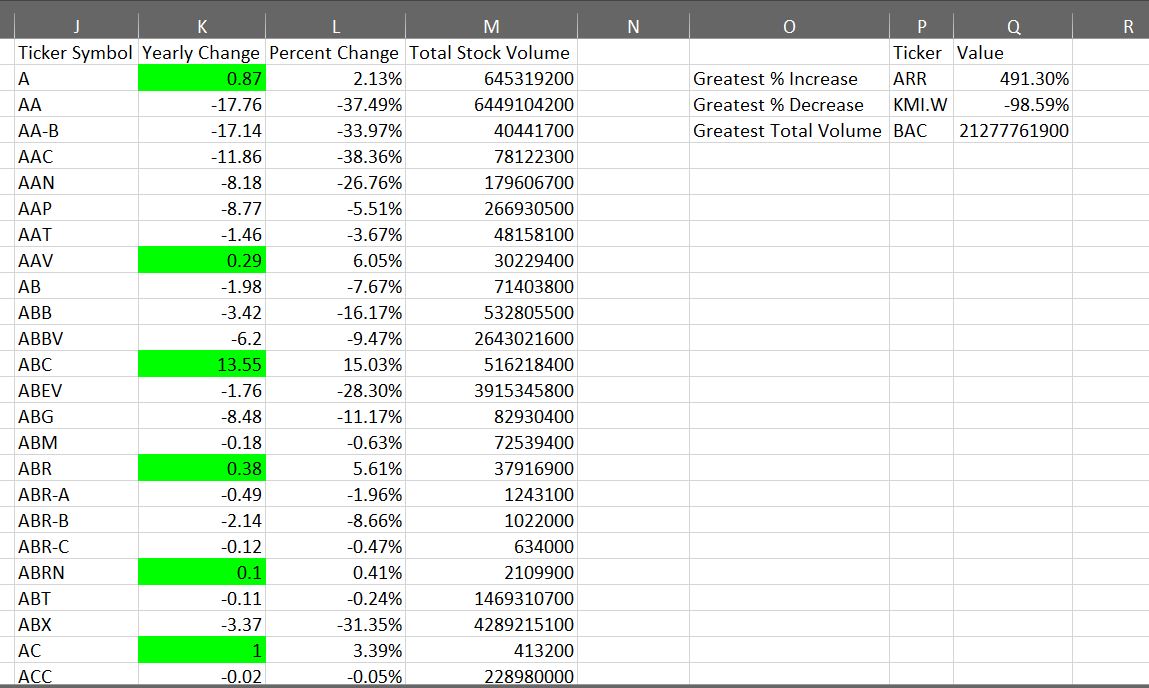 J K L M N O P Q R
Ticker Symbol Yearly Change Percent Change Total Stock Volume Ticker Value
A 0.87 2.13% 645319200 Greatest % Increase ARR 491.30%
AA -17.76 -37.49% 6449104200 Greatest % Decrease KMI.W -98.59%
AA-B -17.14 -33.97% 40441700 Greatest Total Volume BAC 21277761900
AAC -11.86 -38.36% 78122300
AAN -8.18 -26.76% 179606700
AAP -8.77 -5.51% 266930500
AAT -1.46 -3.67% 48158100
AAV 0.29 6.05% 30229400
AB -1.98 -7.67% 71403800
ABB -3.42 -16.17% 532805500
ABBV -6.2 -9.47% 2643021600
ABC 13.55 15.03% 516218400
ABEV -1.76 -28.30% 3915345800
ABG -8.48 -11.17% 82930400
ABM -0.18 -0.63% 72539400
ABR 0.38 5.61% 37916900
ABR-A -0.49 -1.96% 1243100
ABR-B -2.14 -8.66% 1022000
ABR-C -0.12 -0.47% 634000
ABRN 0.1 0.41% 2109900
ABT -0.11 -0.24% 1469310700
ABX -3.37 -31.35% 4289215100
AC 1 3.39% 413200
ACC -0.02 -0.05% 228980000